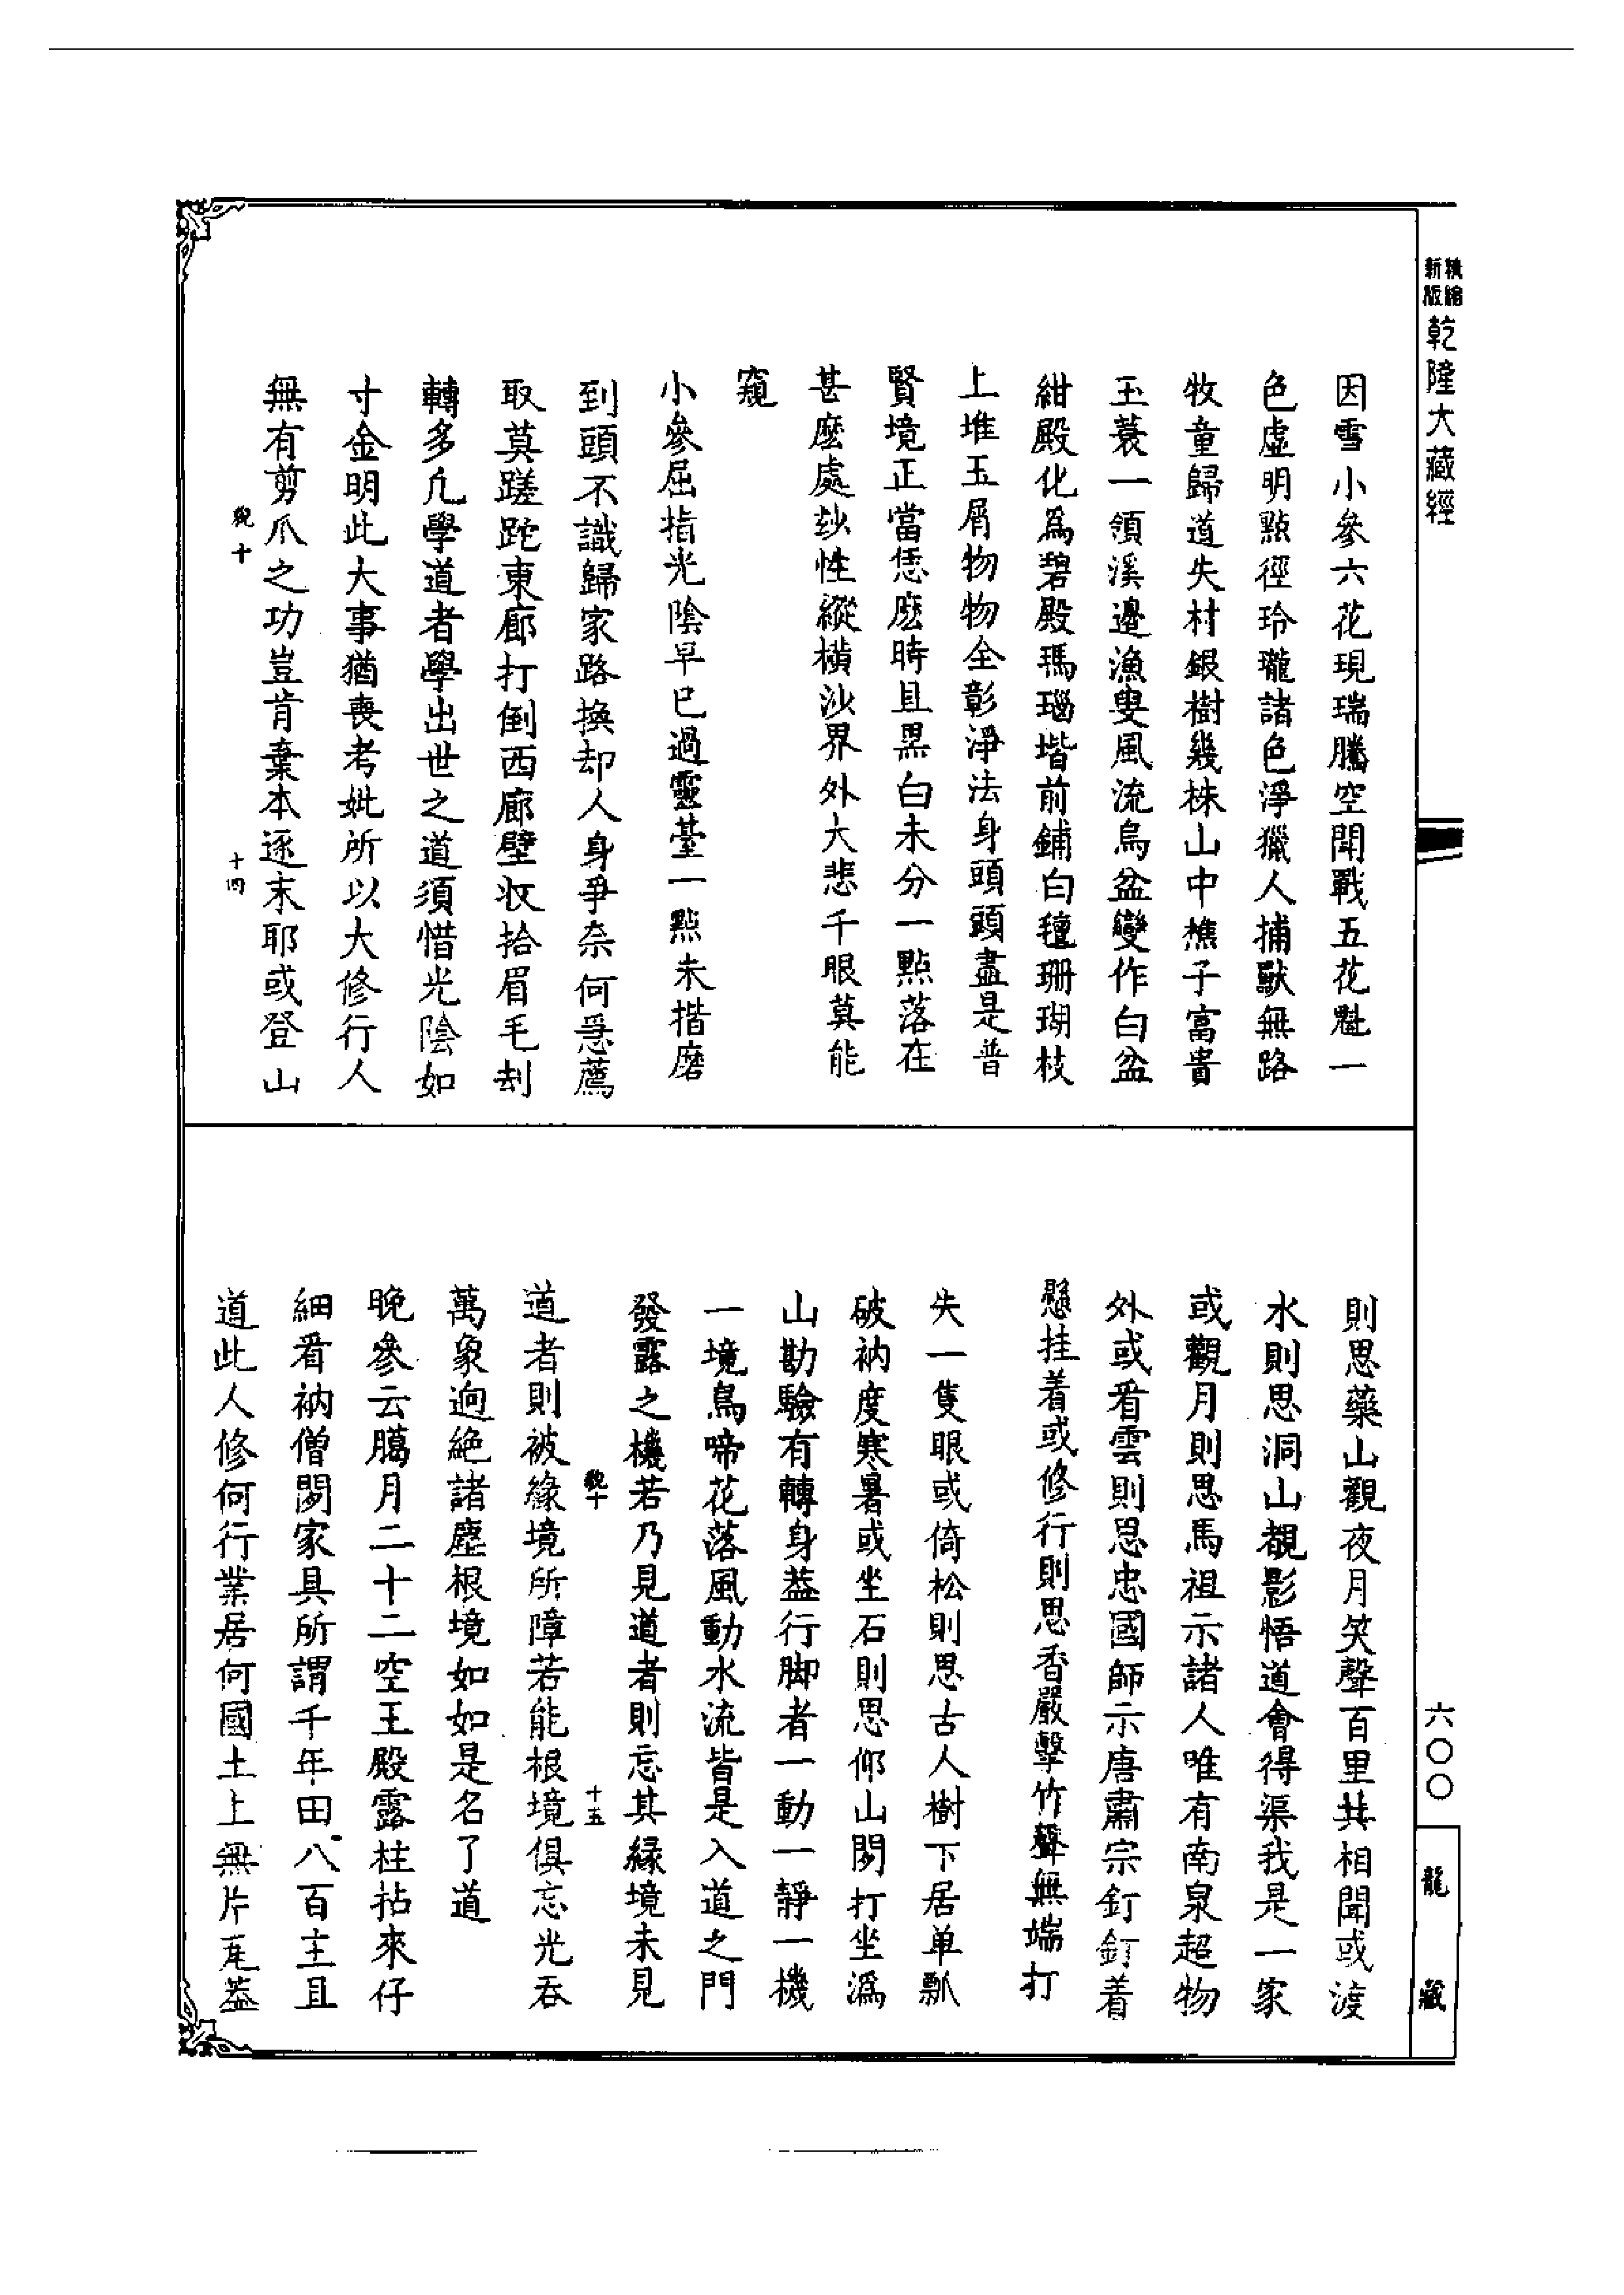 精縮
新版
乾隆大藏經
因雪小參六花現瑞騰空間戰五花魁一
色虛明點徑玲瓏諸色淨獵人捕獸無路
牧童歸道失村銀樹幾株山中樵子富貴
玉蓑一領溪邊漁叟風流烏盆變作白盆
紺殿化爲碧殿瑪瑙堦前鋪白氊珊瑚枝
上堆玉屑物物全彰淨法身頭頭盡是普
賢境正當恁麽時且黑白未分一點落在
甚麽處玅性縱橫沙界外大悲千眼莫能
窺
小參屈指光陰早已過靈臺一點未揩磨
到頭不識歸家路換却人身爭奈何急薦
取莫蹉跎東廊打倒西廊壁收拾眉毛刦
轉多凢學道者學出世之道須惜光陰如
寸金明此大事猶喪考妣所以大修行人
無有剪爪之功豈肯棄本逐末耶或登山
貌十
十四
則思藥山觀夜月笑聲百里共相聞或渡
水則思洞山覩影悟道會得渠我是一家
或觀月則思馬祖示諸人唯有南泉超物
外或看雲則思忠國師示唐肅宗釘釘着
懸挂着或修行則思香嚴擊竹聲無端打
失一隻眼或倚松則思古人樹下居单瓢
破衲度寒暑或坐石則思仰山閒打坐潙
山勘驗有轉身葢行脚者一動一靜一機
一境鳥啼花落風動水流皆是入道之門
發露之機若乃見道者則忘其緣境未見
貌十
十五
道者則被緣境所障若能根境俱忘光吞
萬象逈絶諸塵根境如如是名了道
晚參云臈月二十二空王殿露柱拈來仔
細看衲僧閒家具所謂千年田八百主且
道此人修何行業居何國土上無片瓦葢
六〇〇
龍藏